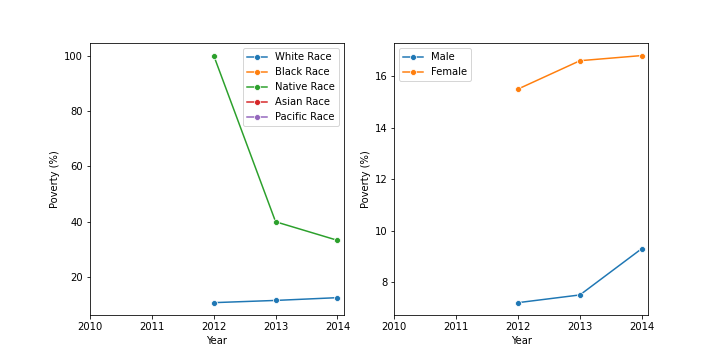 100
80
60
40
20
Poverty (%)
2010 2011 2012 2013 2014
Year
White Race
Black Race
Native Race
Asian Race
Pacific Race
16
14
12
10
8
Poverty (%)
2010 2011 2012 2013 2014
Year
Male
Female